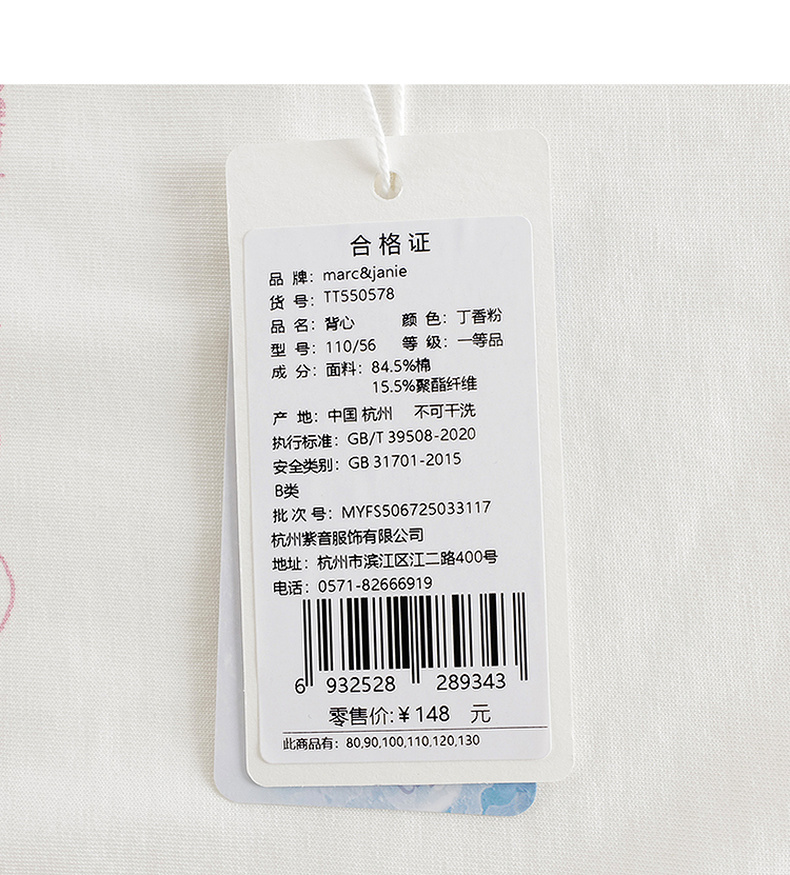 合格证
品 牌：marc&janie
货 号：TT550578
品 名：背心 颜 色：丁香粉
型 号：110/56 等 级：一等品
成 分：面料：84.5%棉
15.5%聚酯纤维
产 地：中国 杭州 不可干洗
执行标准：GB/T 39508-2020
安全类别：GB 31701-2015
B类
批 次 号：MYFS506725033117
杭州紫音服饰有限公司
地址：杭州市滨江区江二路400号
电话：0571-82666919
6 932528 289343
零售价:￥148 元
此商品有：80,90,100,110,120,130